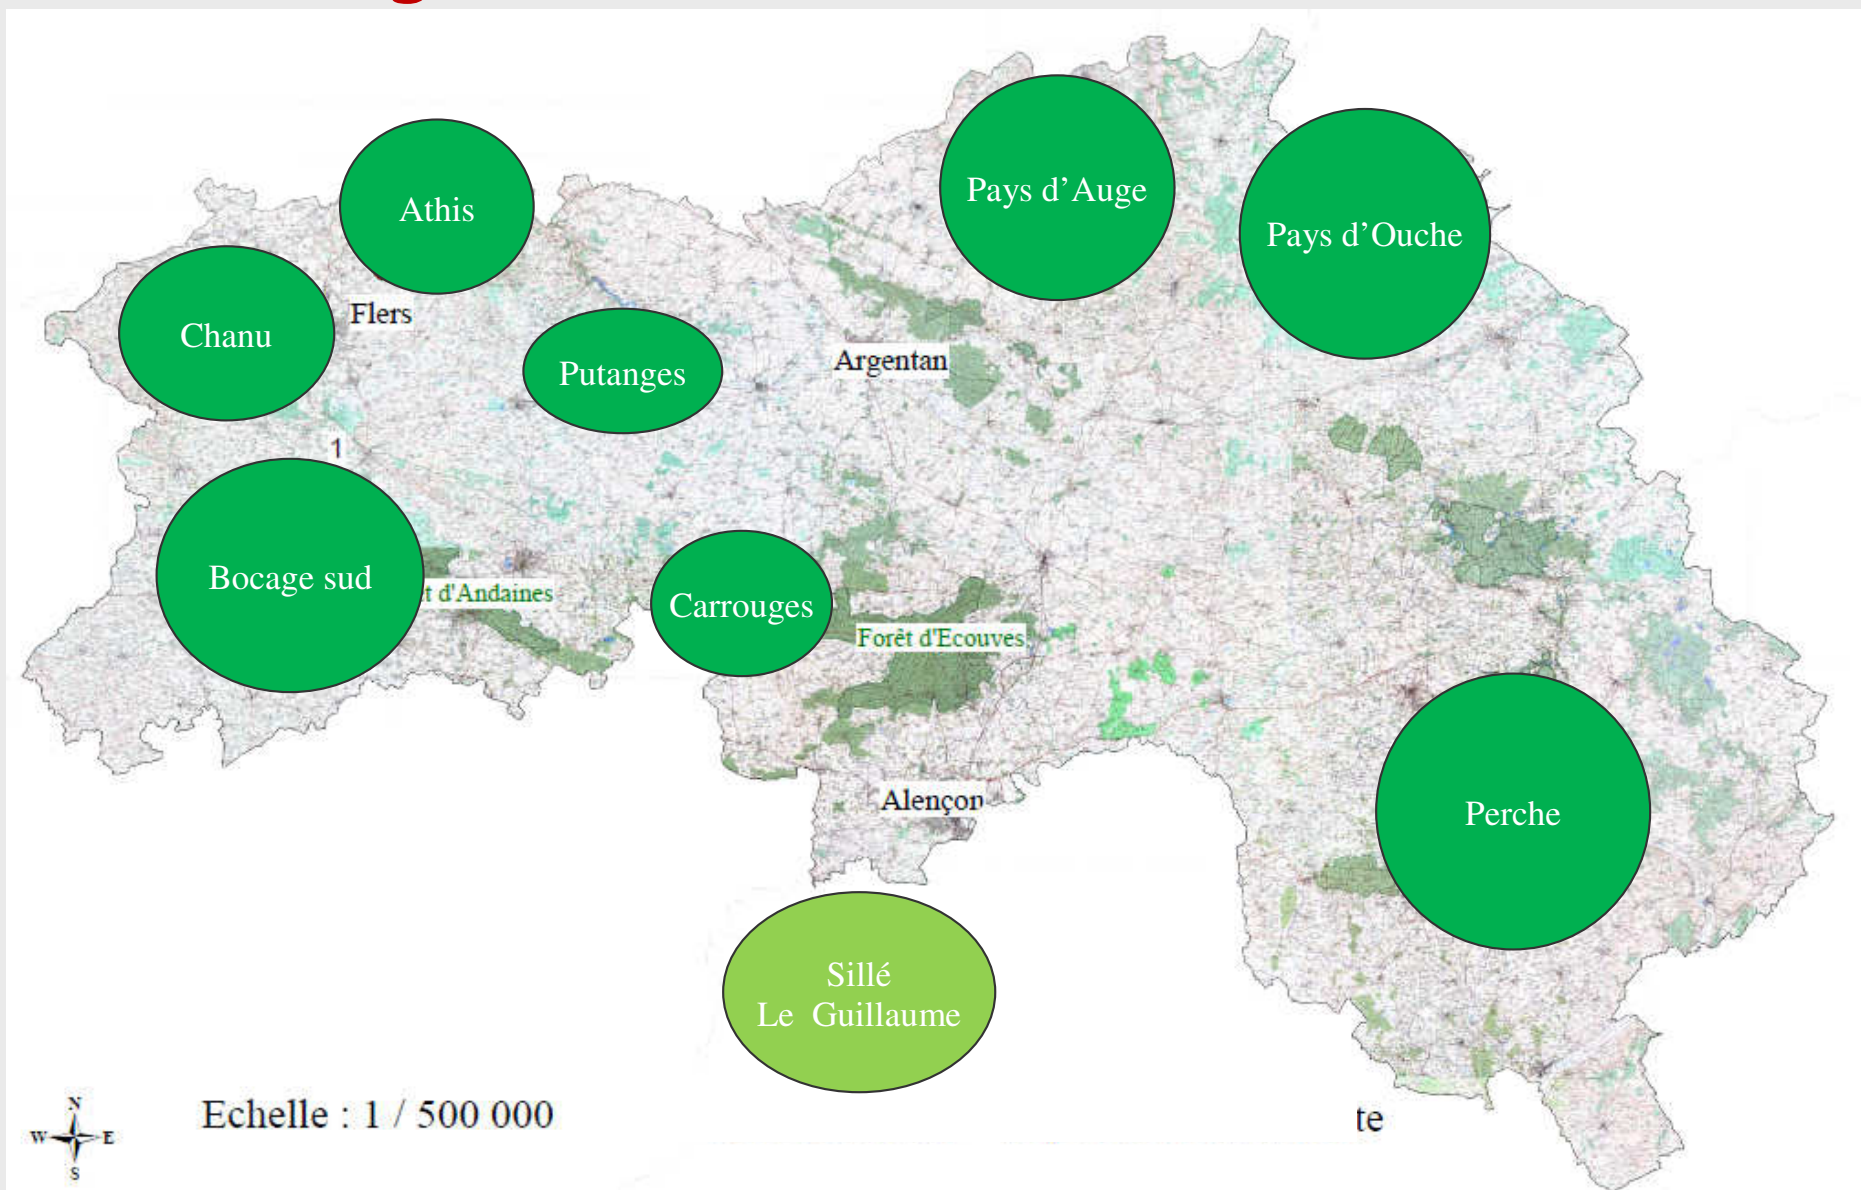 Athis
Pays d’Auge
Pays d’Ouche
Flers
Chanu
Putanges
Argentan
1
Bocage sud
t d'Andaines
Carrouges
Forêt d'Ecouves
Alençon
Perche
Sillé
Le Guillaume
N
W E
S
Echelle : 1 / 500 000
te